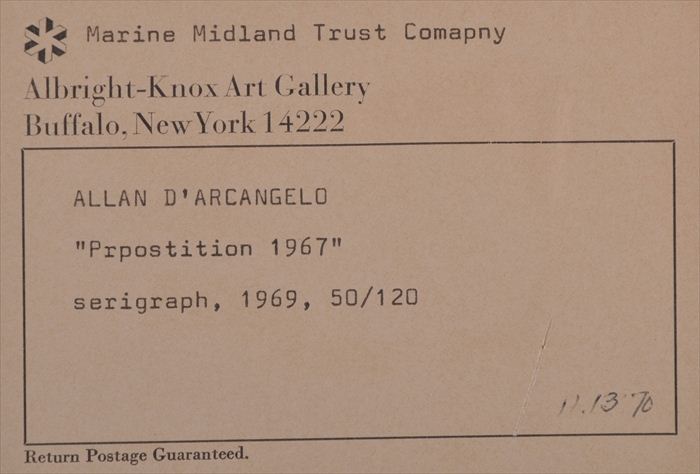 Marine Midland Trust Comapny
Albright-Knox Art Gallery
Buffalo, New York 14222
ALLAN D'ARCANGELO
"Prpostition 1967"
serigraph, 1969, 50/120
11.13 '70
Return Postage Guaranteed.